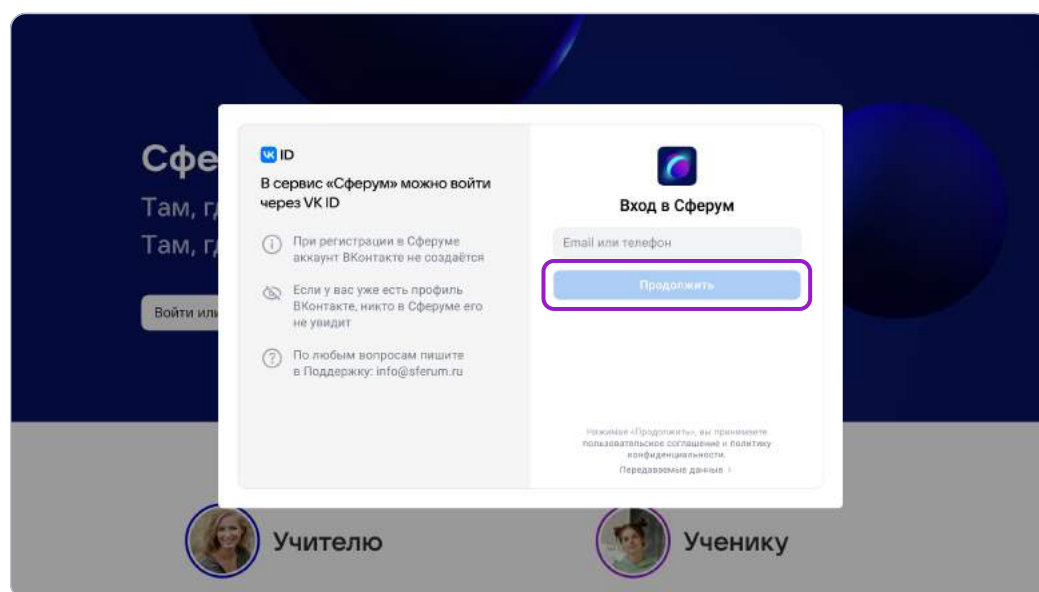 Сфе
Там, г
Там, г
Войти или
VK ID
В сервис «Сферум» можно войти
через VK ID
При регистрации в Сферуме
аккаунт ВКонтакте не создаётся
Если у вас уже есть профиль
ВКонтакте, никто в Сферуме его
не увидит
По любым вопросам пишите
в Поддержку: info@sferum.ru
Вход в Сферум
Email или телефон
Продолжить
Нажимая «Продолжить», вы принимаете
пользовательское соглашение и политику
конфиденциальности.
Передаваемые данные
Учителю
Ученику